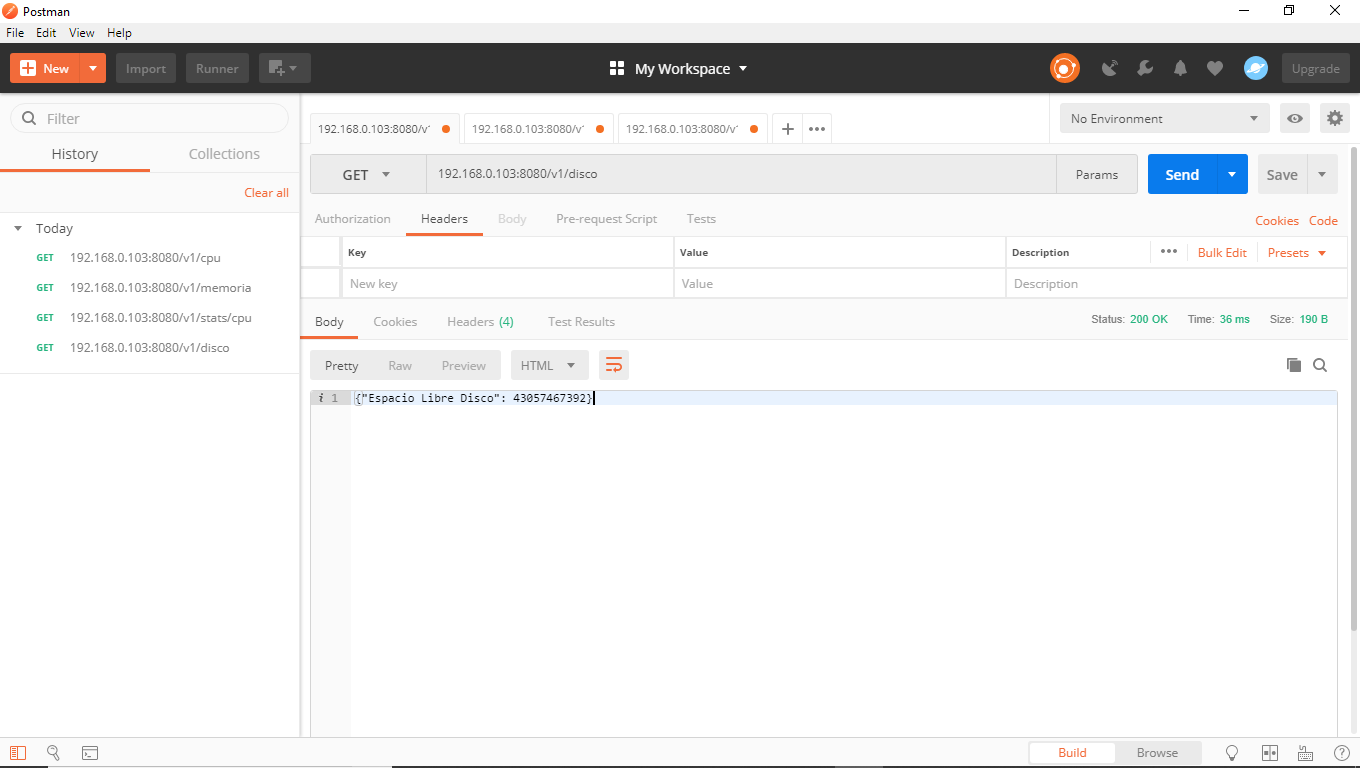 Postman
File Edit View Help
New Import Runner My Workspace Upgrade
Filter
History Collections
Clear all
Today
GET 192.168.0.103:8080/v1/cpu
GET 192.168.0.103:8080/v1/memoria
GET 192.168.0.103:8080/v1/stats/cpu
GET 192.168.0.103:8080/v1/disco
192.168.0.103:8080/v1 192.168.0.103:8080/v1 192.168.0.103:8080/v1 No Environment
GET 192.168.0.103:8080/v1/disco Params Send Save
Authorization Headers Body Pre-request Script Tests Cookies Code
Key Value Description Bulk Edit Presets
New key Value Description
Body Cookies Headers (4) Test Results Status: 200 OK Time: 36 ms Size: 190 B
Pretty Raw Preview HTML
i 1 {"Espacio Libre Disco": 43057467392}
Build Browse